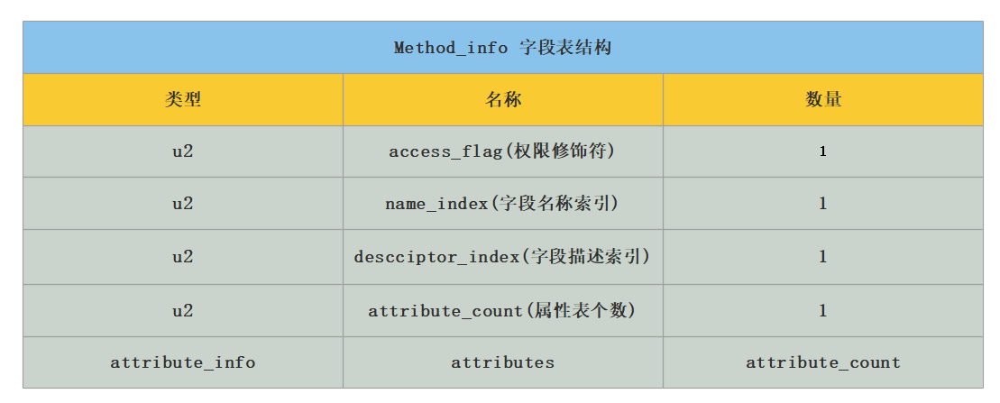 Method_info 字段表结构
类型 名称 数量
u2 access_flag(权限修饰符) 1
u2 name_index(字段名称索引) 1
u2 descciptor_index(字段描述索引) 1
u2 attribute_count(属性表个数) 1
attribute_info attributes attribute_count